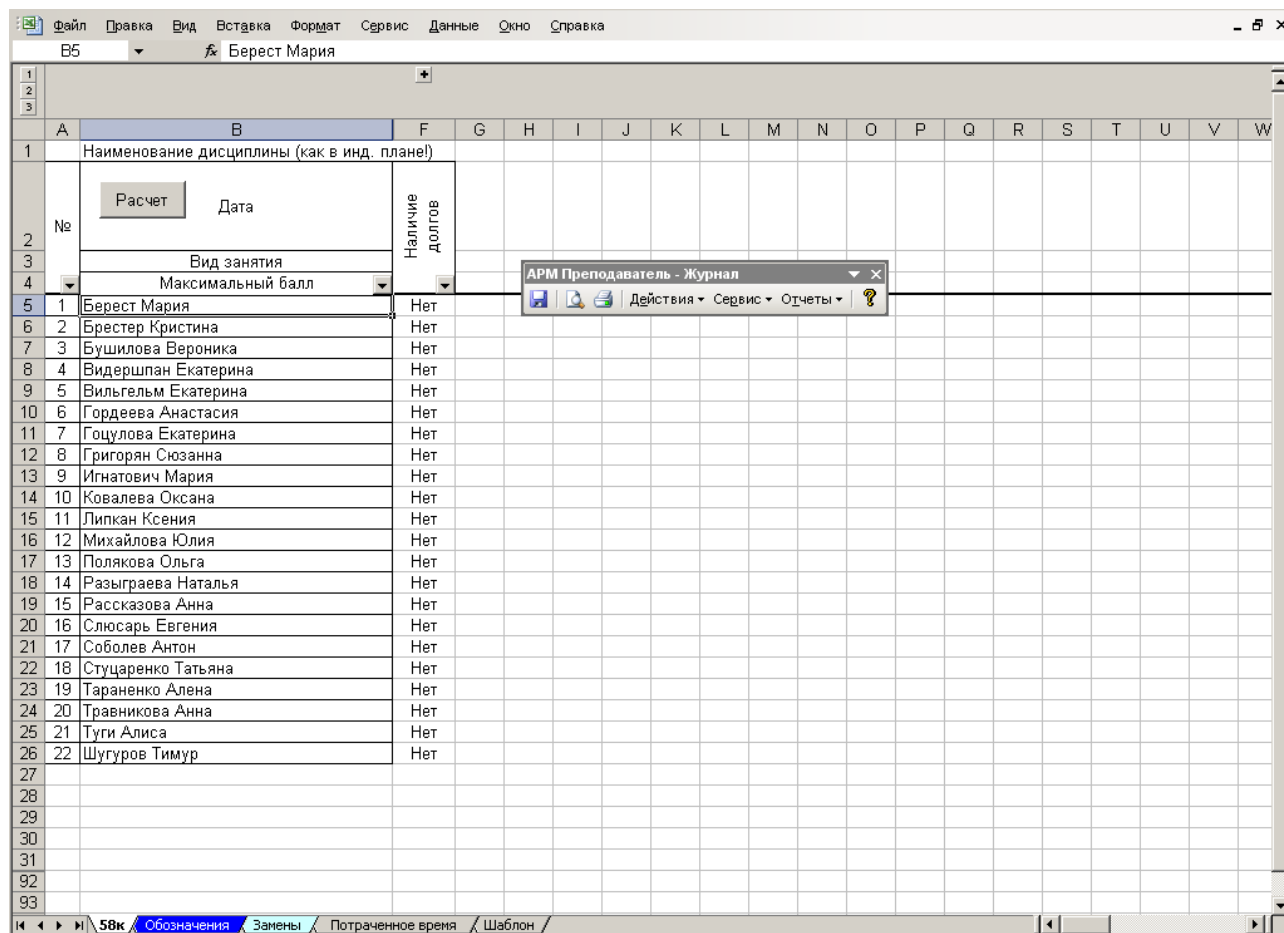 Файл Правка Вид Вставка Формат Сервис Данные Окно Справка
B5 fx Берест Мария
1
2
3
A B F G H I J K L M N O P Q R S T U V W
1 Наименование дисциплины (как в инд. плане!)
2 № Расчет Дата Наличие долгов
3 Вид занятия
4 Максимальный балл
АРМ Преподаватель - Журнал
Действия Сервис Отчеты
5 1 Берест Мария Нет
6 2 Брестер Кристина Нет
7 3 Бушилова Вероника Нет
8 4 Видершпан Екатерина Нет
9 5 Вильгельм Екатерина Нет
10 6 Гордеева Анастасия Нет
11 7 Гоцулова Екатерина Нет
12 8 Григорян Сюзанна Нет
13 9 Игнатович Мария Нет
14 10 Ковалева Оксана Нет
15 11 Липкан Ксения Нет
16 12 Михайлова Юлия Нет
17 13 Полякова Ольга Нет
18 14 Разыграева Наталья Нет
19 15 Рассказова Анна Нет
20 16 Слюсарь Евгения Нет
21 17 Соболев Антон Нет
22 18 Стуцаренко Татьяна Нет
23 19 Тараненко Алена Нет
24 20 Травникова Анна Нет
25 21 Туги Алиса Нет
26 22 Шугуров Тимур Нет
27
28
29
30
31
92
93
58к Обозначения Замены Потраченное время Шаблон